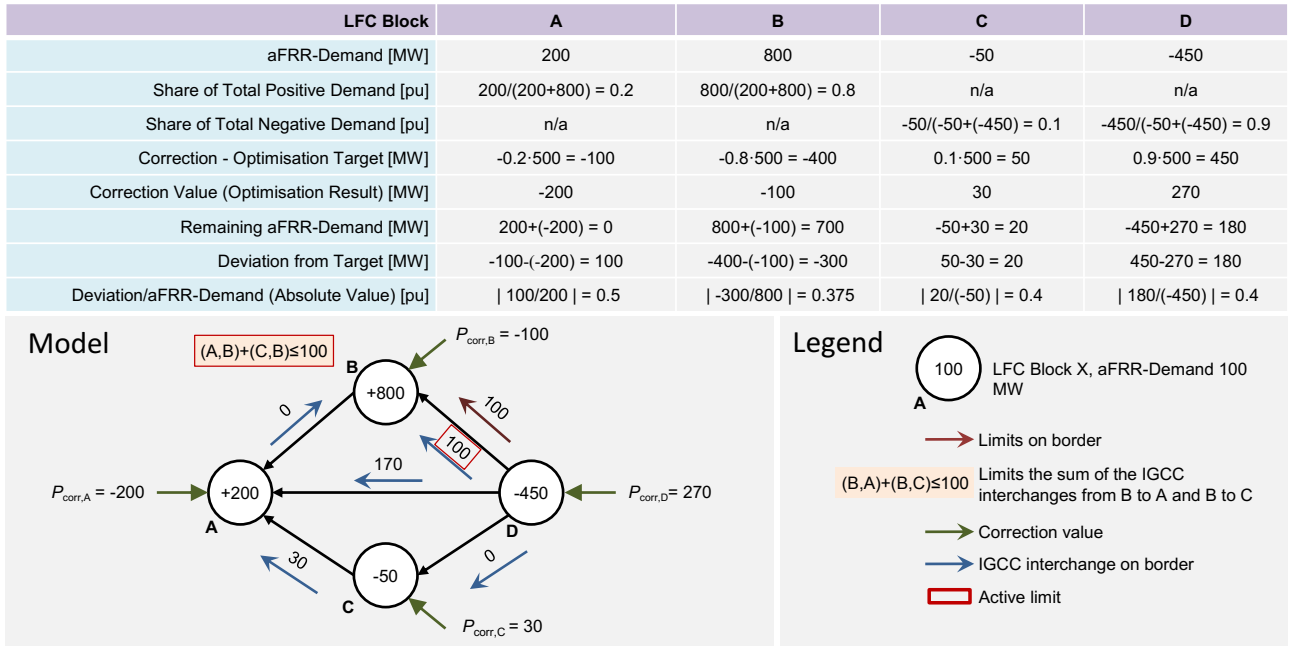 LFC Block A B C D
aFRR-Demand [MW] 200 800 -50 -450
Share of Total Positive Demand [pu] 200/(200+800) = 0.2 800/(200+800) = 0.8 n/a n/a
Share of Total Negative Demand [pu] n/a n/a -50/(-50+(-450) = 0.1 -450/(-50+(-450) = 0.9
Correction - Optimisation Target [MW] -0.2·500 = -100 -0.8·500 = -400 0.1·500 = 50 0.9·500 = 450
Correction Value (Optimisation Result) [MW] -200 -100 30 270
Remaining aFRR-Demand [MW] 200+(-200) = 0 800+(-100) = 700 -50+30 = 20 -450+270 = 180
Deviation from Target [MW] -100-(-200) = 100 -400-(-100) = -300 50-30 = 20 450-270 = 180
Deviation/aFRR-Demand (Absolute Value) [pu] | 100/200 | = 0.5 | -300/800 | = 0.375 | 20/(-50) | = 0.4 | 180/(-450) | = 0.4
Model
(A,B)+(C,B)≤100
Pcorr,B = -100
B
+800
0
100
100
170
Pcorr,A = -200
+200
A
-450
D
Pcorr,D= 270
30
0
-50
C
Pcorr,C = 30
Legend
100
A
LFC Block X, aFRR-Demand 100
MW
Limits on border
(B,A)+(B,C)≤100
Limits the sum of the IGCC
interchanges from B to A and B to C
Correction value
IGCC interchange on border
Active limit